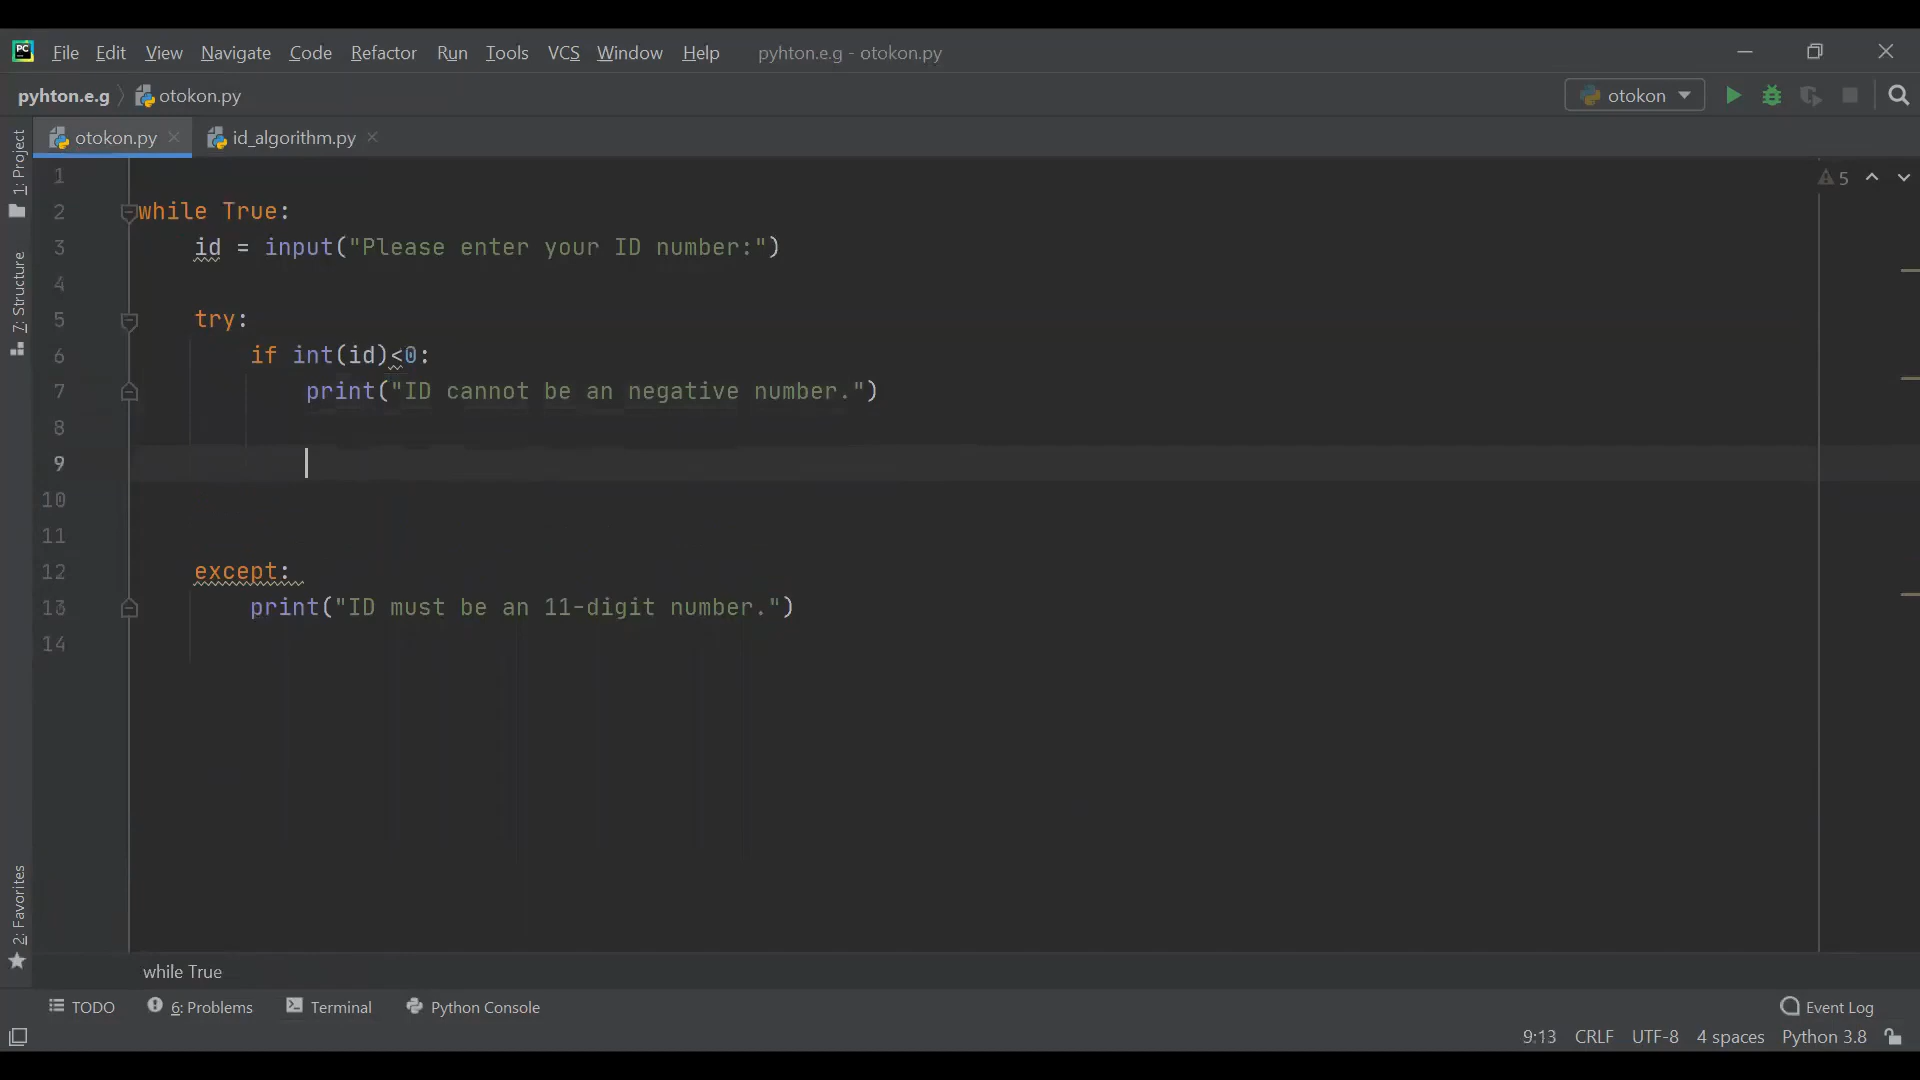 PC File Edit View Navigate Code Refactor Run Tools VCS Window Help pyhton.e.g - otokon.py
pyhton.e.g otokon.py otokon
otokon.py id_algorithm.py
1: Project
7: Structure
2: Favorites
1
2 while True:
3 id = input("Please enter your ID number:")
4
5 try:
6 if int(id)<0:
7 print("ID cannot be an negative number.")
8
9
10
11
12 except:
13 print("ID must be an 11-digit number.")
14
5
while True
TODO 6: Problems Terminal Python Console Event Log
9:13 CRLF UTF-8 4 spaces Python 3.8